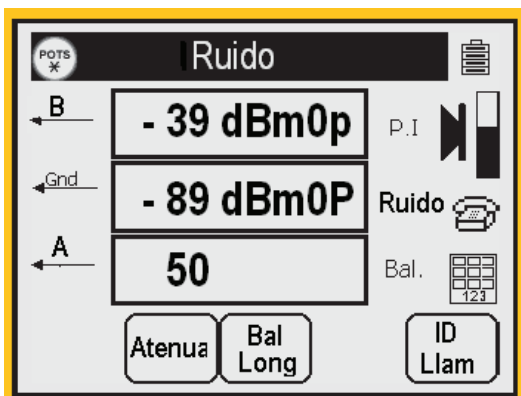 POTS
Ruido
B
- 39 dBm0p
P.I
Gnd
- 89 dBm0P
Ruido
A
50
Bal.
123
Atenua
Bal
Long
ID
Llam